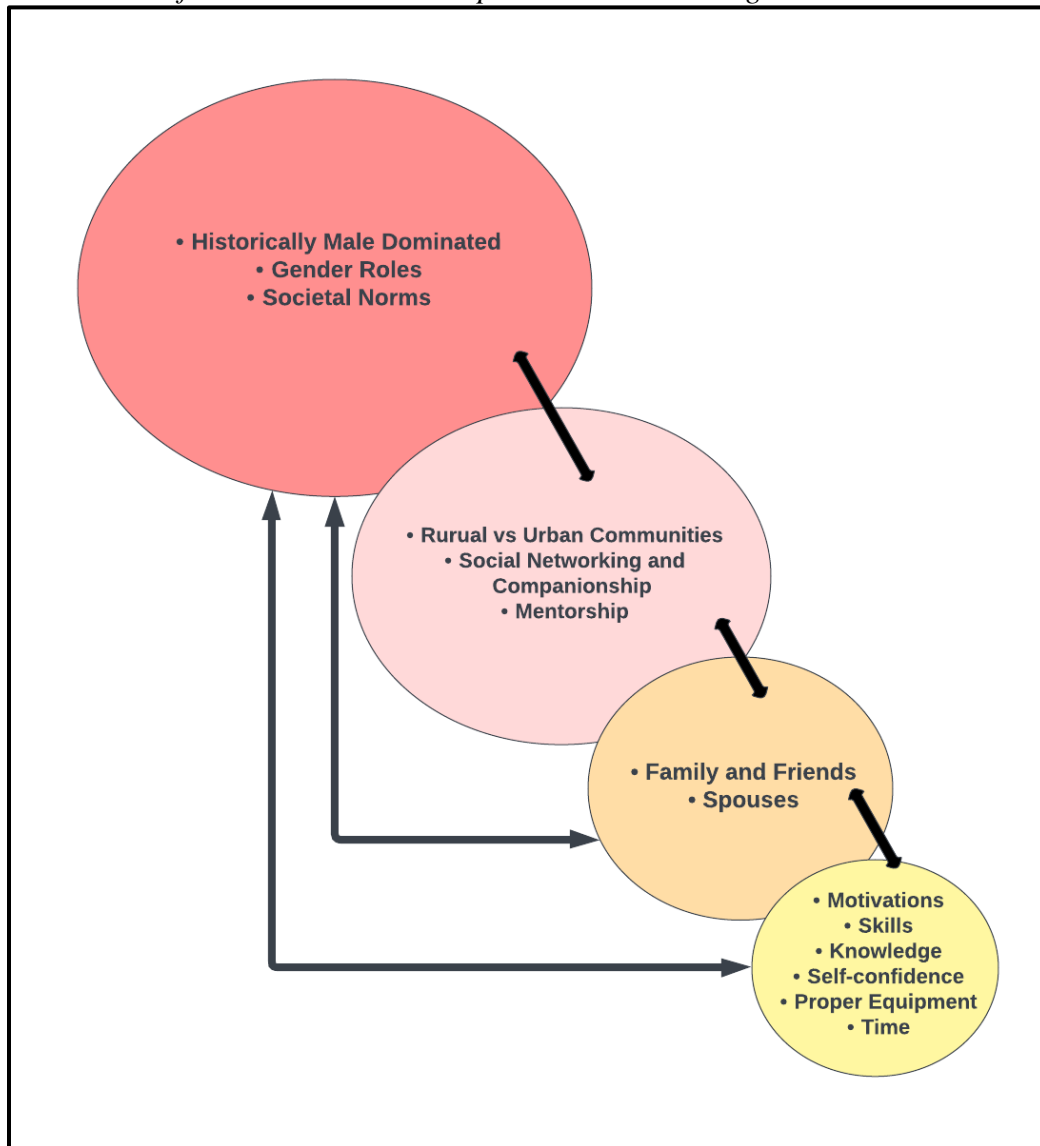 • Historically Male Dominated
• Gender Roles
• Societal Norms
• Rurual vs Urban Communities
• Social Networking and
Companionship
• Mentorship
• Family and Friends
• Spouses
• Motivations
• Skills
• Knowledge
• Self-confidence
• Proper Equipment
• Time